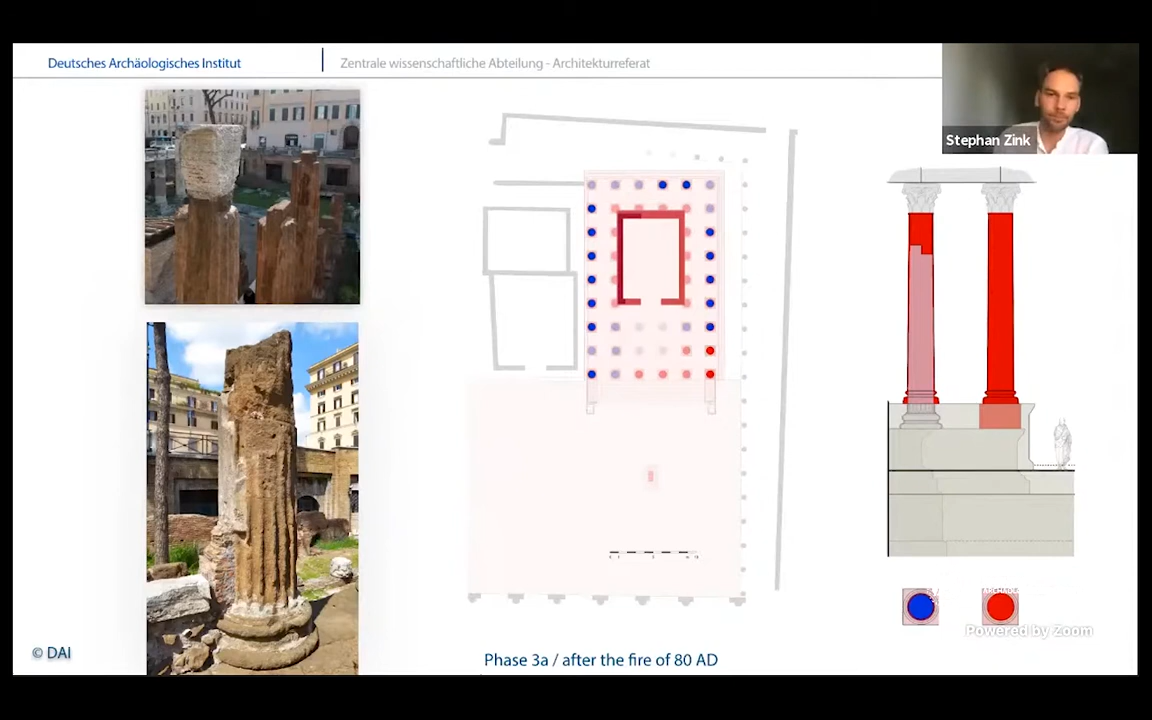 Deutsches Archäologisches Institut
Zentrale wissenschaftliche Abteilung - Architekturreferat
Stephan Zink
Powered by Zoom
© DAI
Phase 3a / after the fire of 80 AD